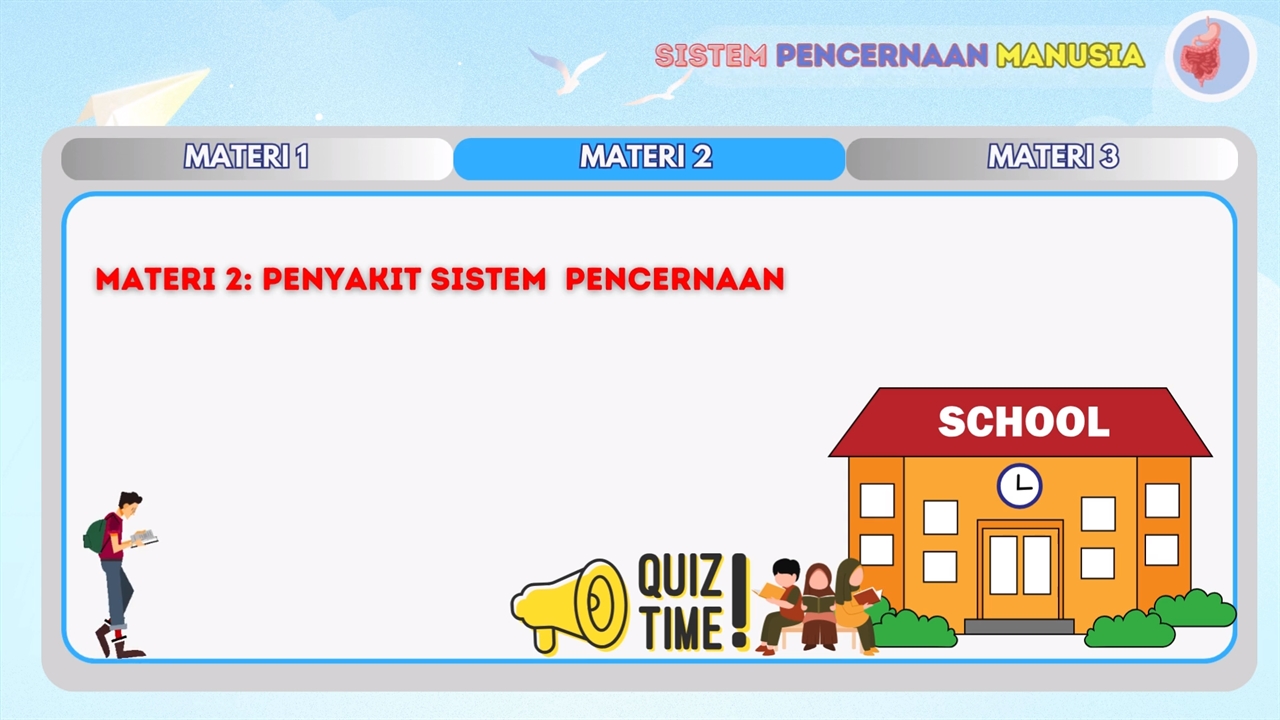 SISTEM PENCERNAAN MANUSIA
MATERI 1
MATERI 2
MATERI 3
MATERI 2: PENYAKIT SISTEM PENCERNAAN
SCHOOL
QUIZ
TIME!